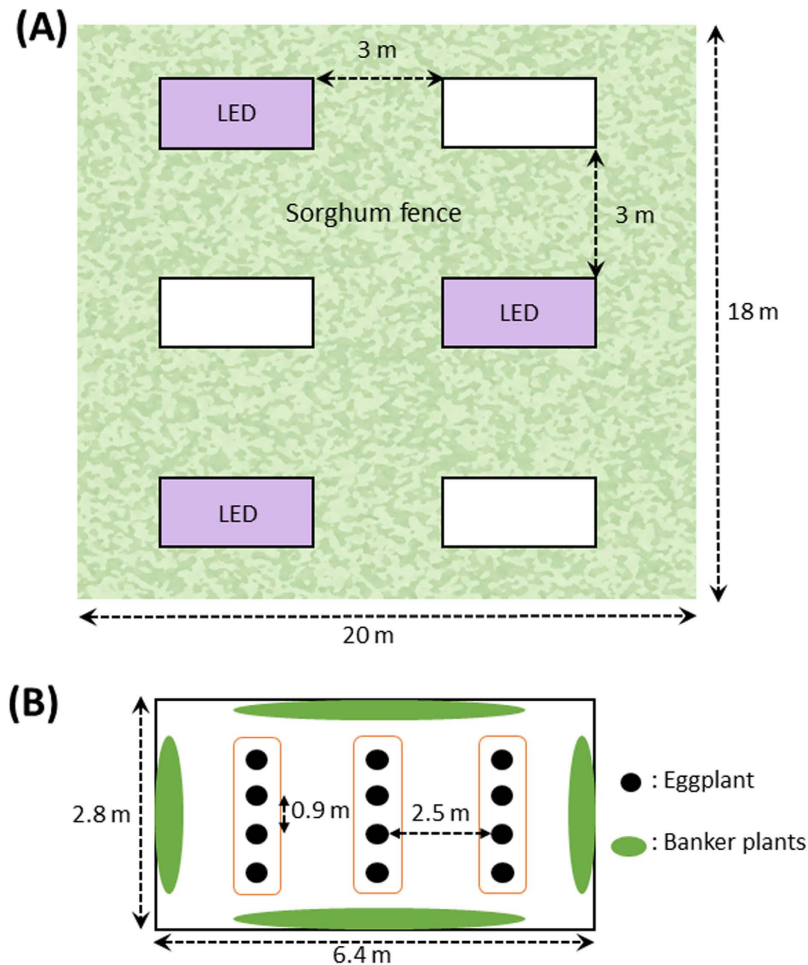 (A)
3 m
LED
Sorghum fence
3 m
LED
18 m
LED
20 m
(B)
2.8 m
0.9 m
2.5 m
: Eggplant
: Banker plants
6.4 m